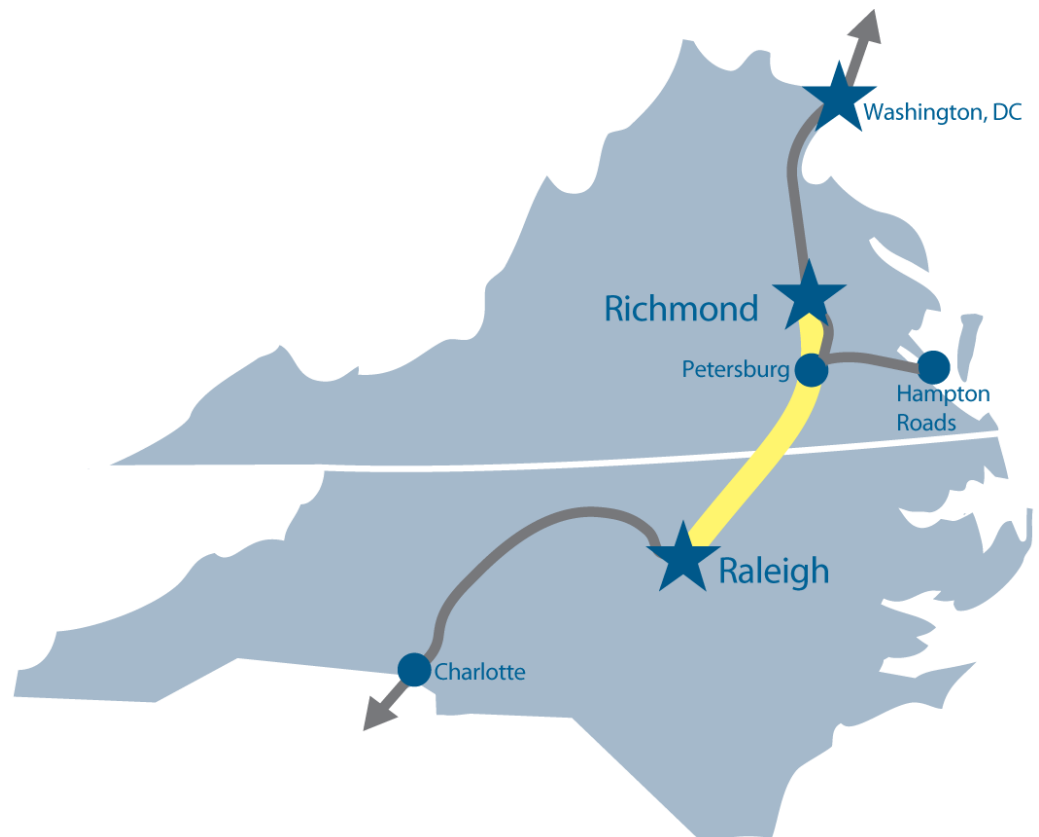 Washington, DC
Richmond
Petersburg
Hampton
Roads
Raleigh
Charlotte